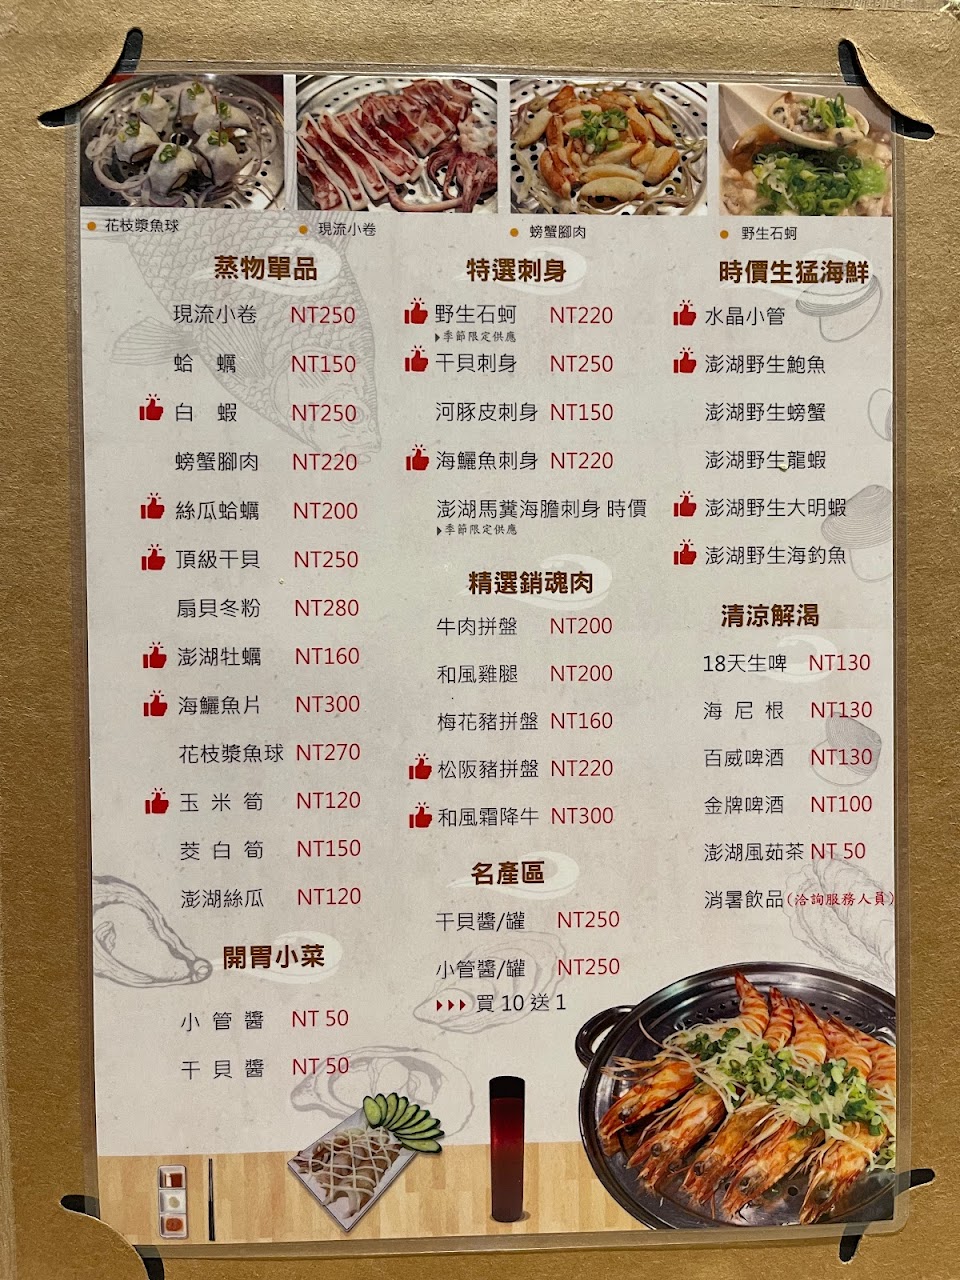 花枝漿魚球
現流小卷
螃蟹腳肉
野生石蚵
蒸物單品
現流小卷 NT250
蛤 蠣 NT150
白 蝦 NT250
螃蟹腳肉 NT220
絲瓜蛤蠣 NT200
頂級干貝 NT250
扇貝冬粉 NT280
澎湖牡蠣 NT160
海鱺魚片 NT300
花枝漿魚球 NT270
玉 米 筍 NT120
茭 白 筍 NT150
澎湖絲瓜 NT120
開胃小菜
小 管 醬 NT 50
干 貝 醬 NT 50
特選刺身
野生石蚵 NT220
季節限定供應
干貝刺身 NT250
河豚皮刺身 NT150
海鱺魚刺身 NT220
澎湖馬糞海膽刺身 時價
季節限定供應
精選銷魂肉
牛肉拼盤 NT200
和風雞腿 NT200
梅花豬拼盤 NT160
松阪豬拼盤 NT220
和風霜降牛 NT300
名產區
干貝醬/罐 NT250
小管醬/罐 NT250
買 10 送 1
時價生猛海鮮
水晶小管
澎湖野生鮑魚
澎湖野生螃蟹
澎湖野生龍蝦
澎湖野生大明蝦
澎湖野生海釣魚
清涼解渴
18天生啤 NT130
海 尼 根 NT130
百威啤酒 NT130
金牌啤酒 NT100
澎湖風茹茶 NT 50
消暑飲品(洽詢服務人員)